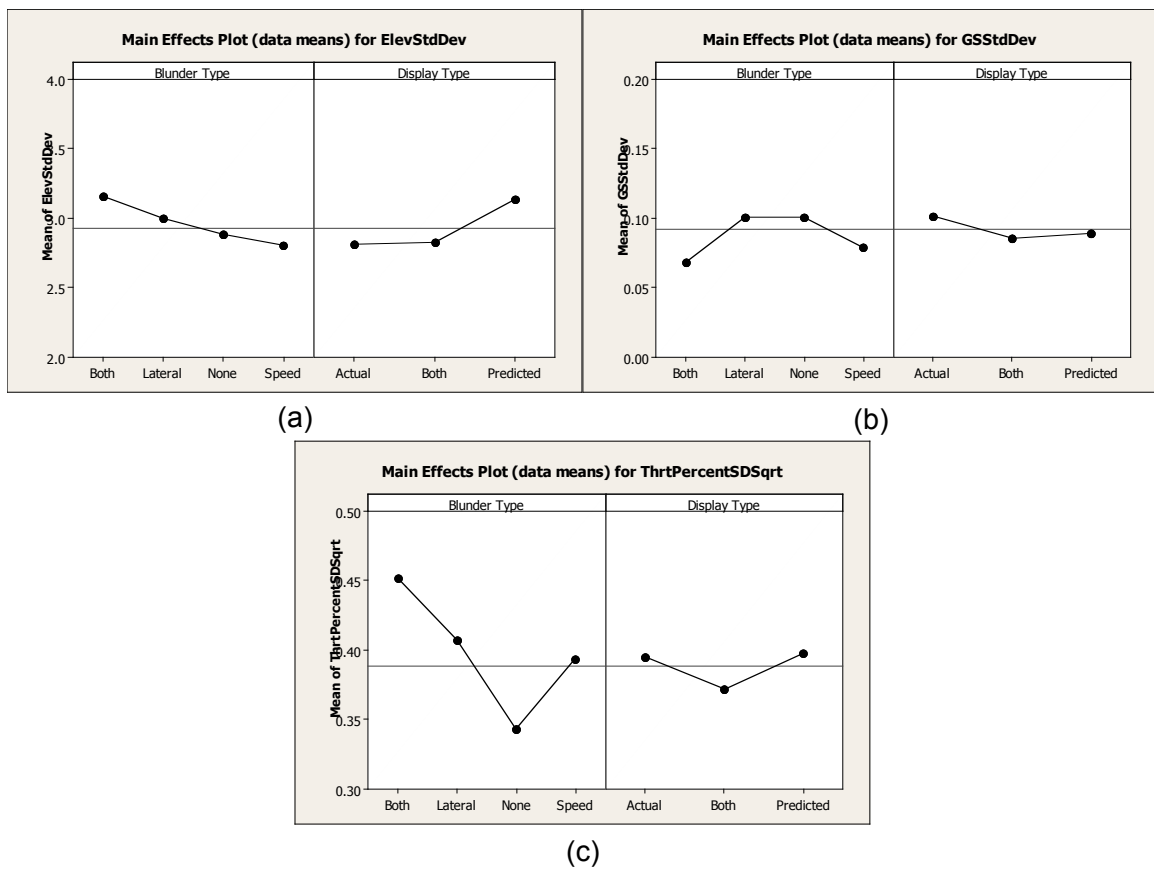 Main Effects Plot (data means) for ElevStdDev
Blunder Type Display Type
Mean of ElevStdDev
4.0
3.5
3.0
2.5
2.0
Both Lateral None Speed Actual Both Predicted
(a)
Main Effects Plot (data means) for GSStdDev
Blunder Type Display Type
Mean of GSStdDev
0.20
0.15
0.10
0.05
0.00
Both Lateral None Speed Actual Both Predicted
(b)
Main Effects Plot (data means) for ThrtPercentSDSqrt
Blunder Type Display Type
Mean of ThrtPercentSDSqrt
0.50
0.45
0.40
0.35
0.30
Both Lateral None Speed Actual Both Predicted
(c)